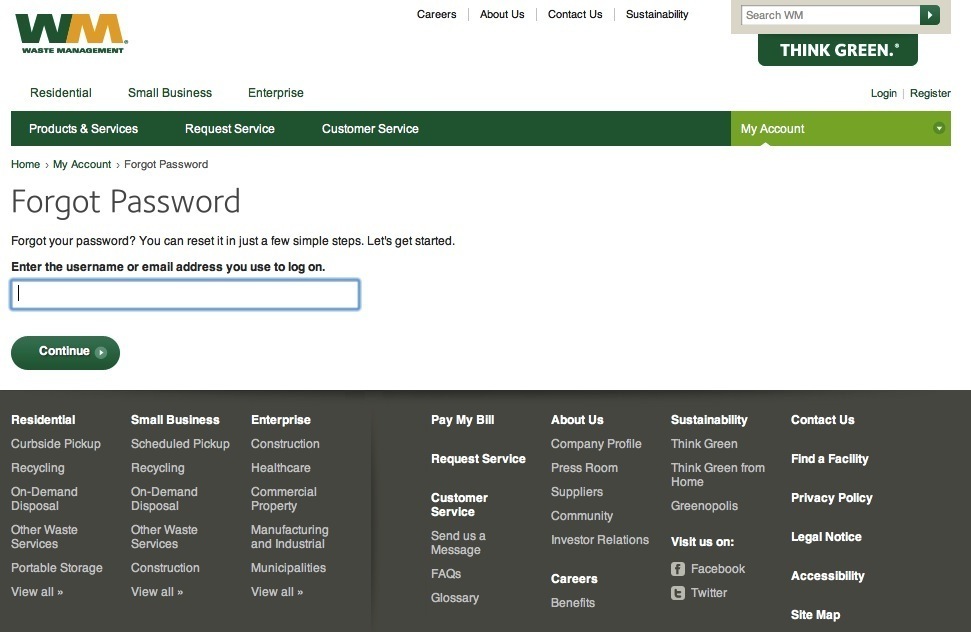 WM
WASTE MANAGEMENT
Careers
About Us
Contact Us
Sustainability
Search WM
THINK GREEN.®
Residential
Small Business
Enterprise
Login | Register
Products & Services
Request Service
Customer Service
My Account
Home › My Account › Forgot Password
Forgot Password
Forgot your password? You can reset it in just a few simple steps. Let's get started.
Enter the username or email address you use to log on.
Continue
Residential
Curbside Pickup
Recycling
On-Demand
Disposal
Other Waste
Services
Portable Storage
View all »
Small Business
Scheduled Pickup
Recycling
On-Demand
Disposal
Other Waste
Services
Construction
View all »
Enterprise
Construction
Healthcare
Commercial
Property
Manufacturing
and Industrial
Municipalities
View all »
Pay My Bill
Request Service
Customer
Service
Send us a
Message
FAQs
Glossary
About Us
Company Profile
Press Room
Suppliers
Community
Investor Relations
Careers
Benefits
Sustainability
Think Green
Think Green from
Home
Greenopolis
Visit us on:
Facebook
Twitter
Contact Us
Find a Facility
Privacy Policy
Legal Notice
Accessibility
Site Map